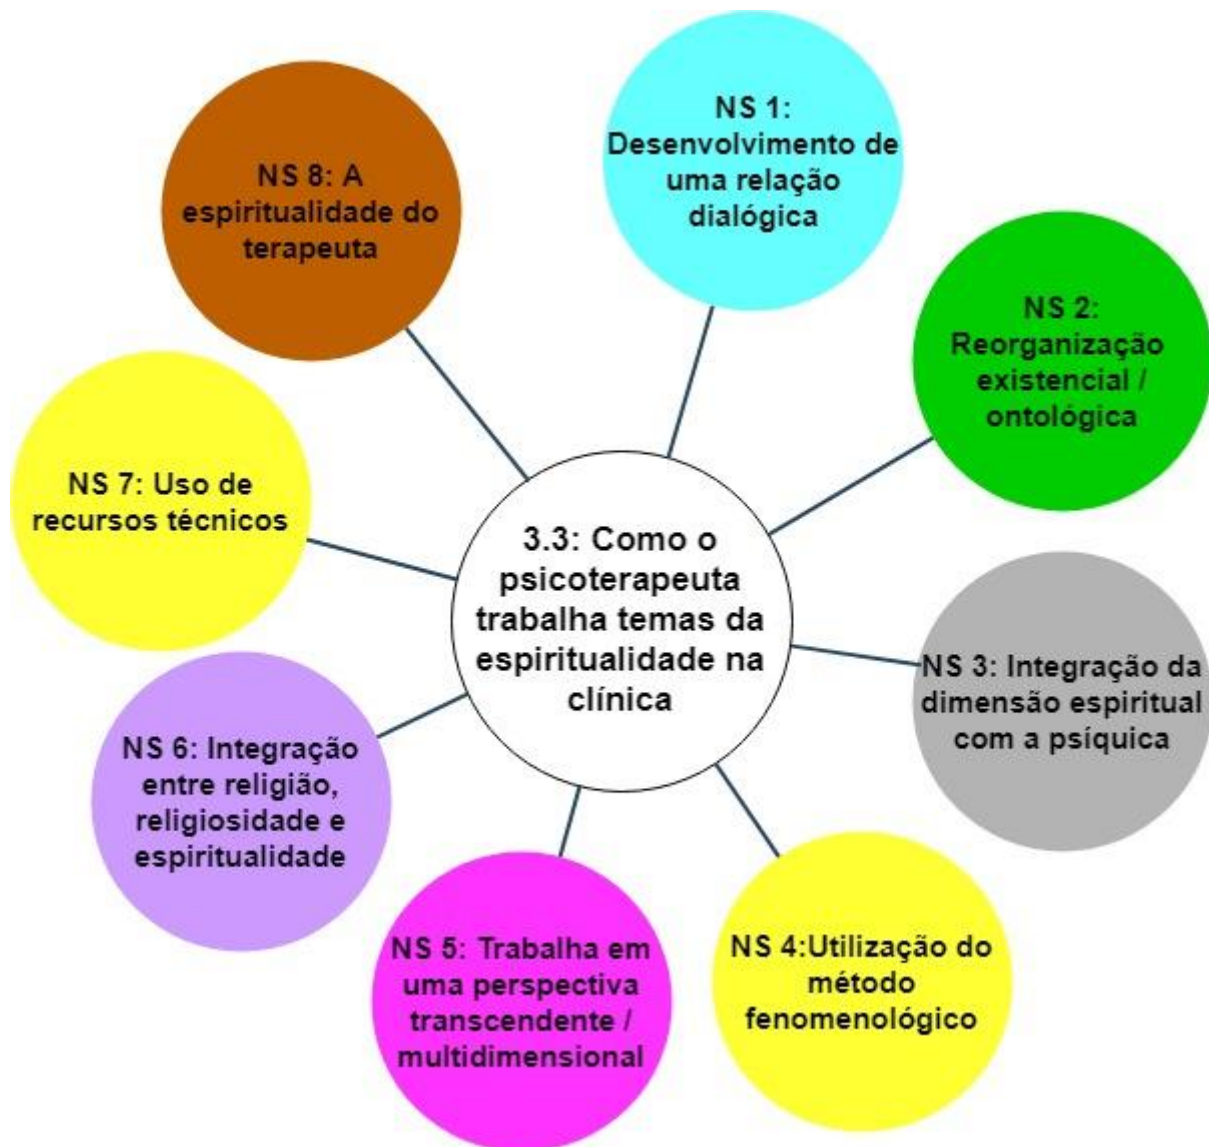 3.3: Como o
psicoterapeuta
trabalha temas da
espiritualidade na
clínica
NS 1:
Desenvolvimento de
uma relação
dialógica
NS 2:
Reorganização
existencial /
ontológica
NS 3: Integração da
dimensão espiritual
com a psíquica
NS 4:Utilização do
método
fenomenológico
NS 5: Trabalha em
uma perspectiva
transcendente /
multidimensional
NS 6: Integração
entre religião,
religiosidade e
espiritualidade
NS 7: Uso de
recursos técnicos
NS 8: A
espiritualidade do
terapeuta